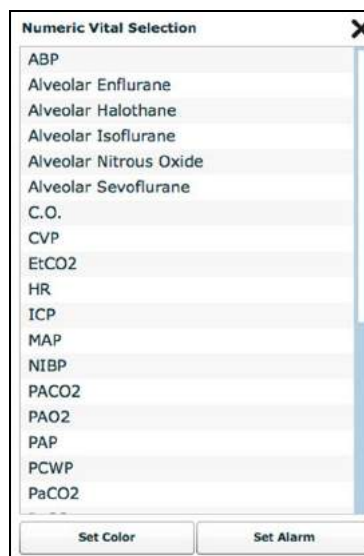 Numeric Vital Selection
ABP
Alveolar Enflurane
Alveolar Halothane
Alveolar Isoflurane
Alveolar Nitrous Oxide
Alveolar Sevoflurane
C.O.
CVP
EtCO2
HR
ICP
MAP
NIBP
PACO2
PAO2
PAP
PCWP
PaCO2
Set Color
Set Alarm